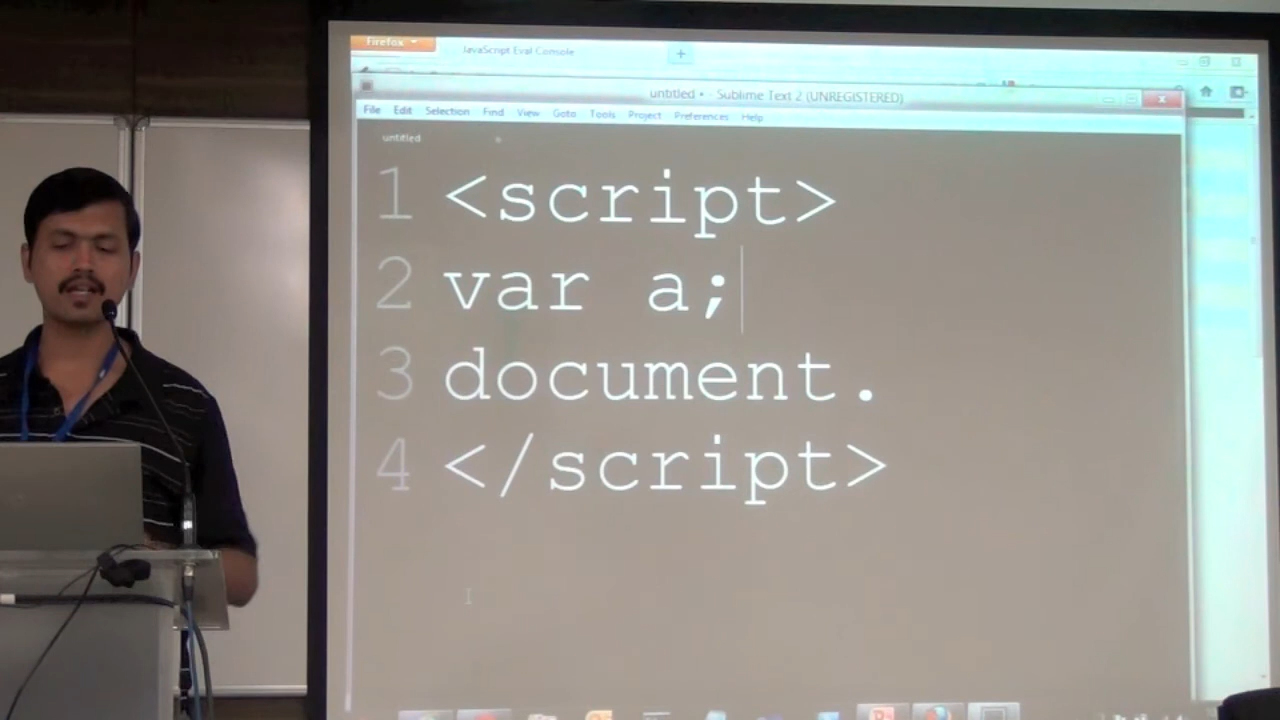 Firefox
JavaScript Eval Console
+
untitled • - Sublime Text 2 (UNREGISTERED)
File Edit Selection Find View Goto Tools Project Preferences Help
untitled
1 <script>
2 var a;
3 document.
4 </script>